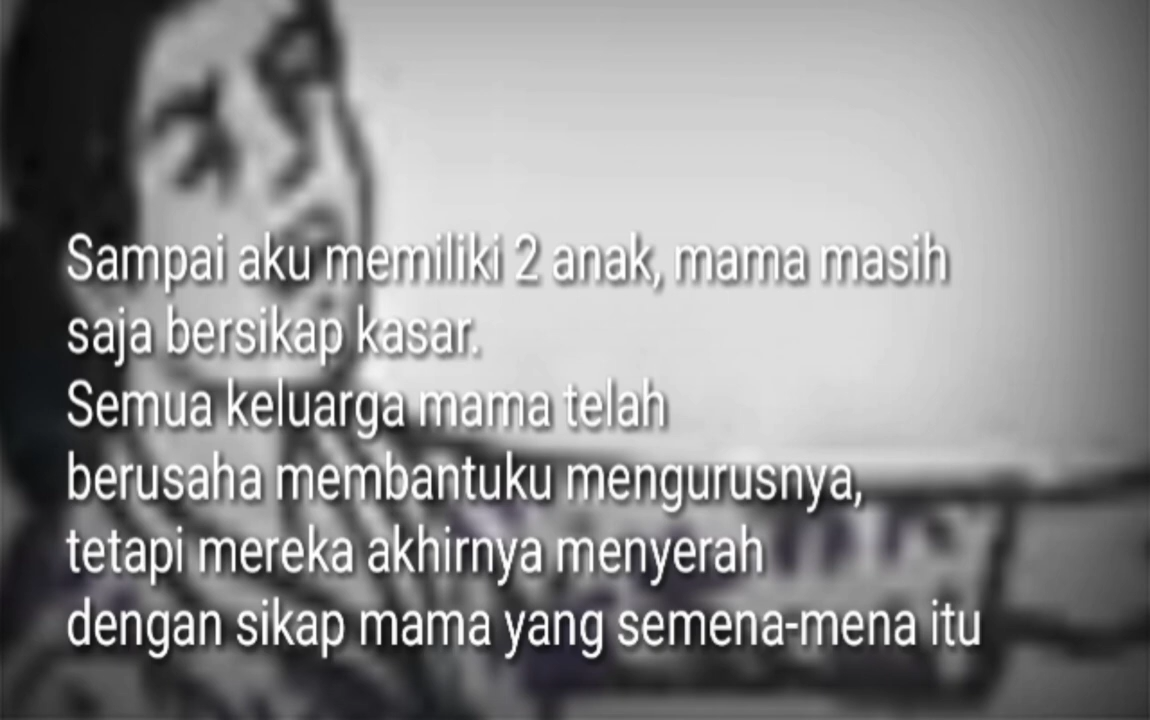 Sampai aku memiliki 2 anak, mama masih
saja bersikap kasar.
Semua keluarga mama telah
berusaha membantuku mengurusnya,
tetapi mereka akhirnya menyerah
dengan sikap mama yang semena-mena itu